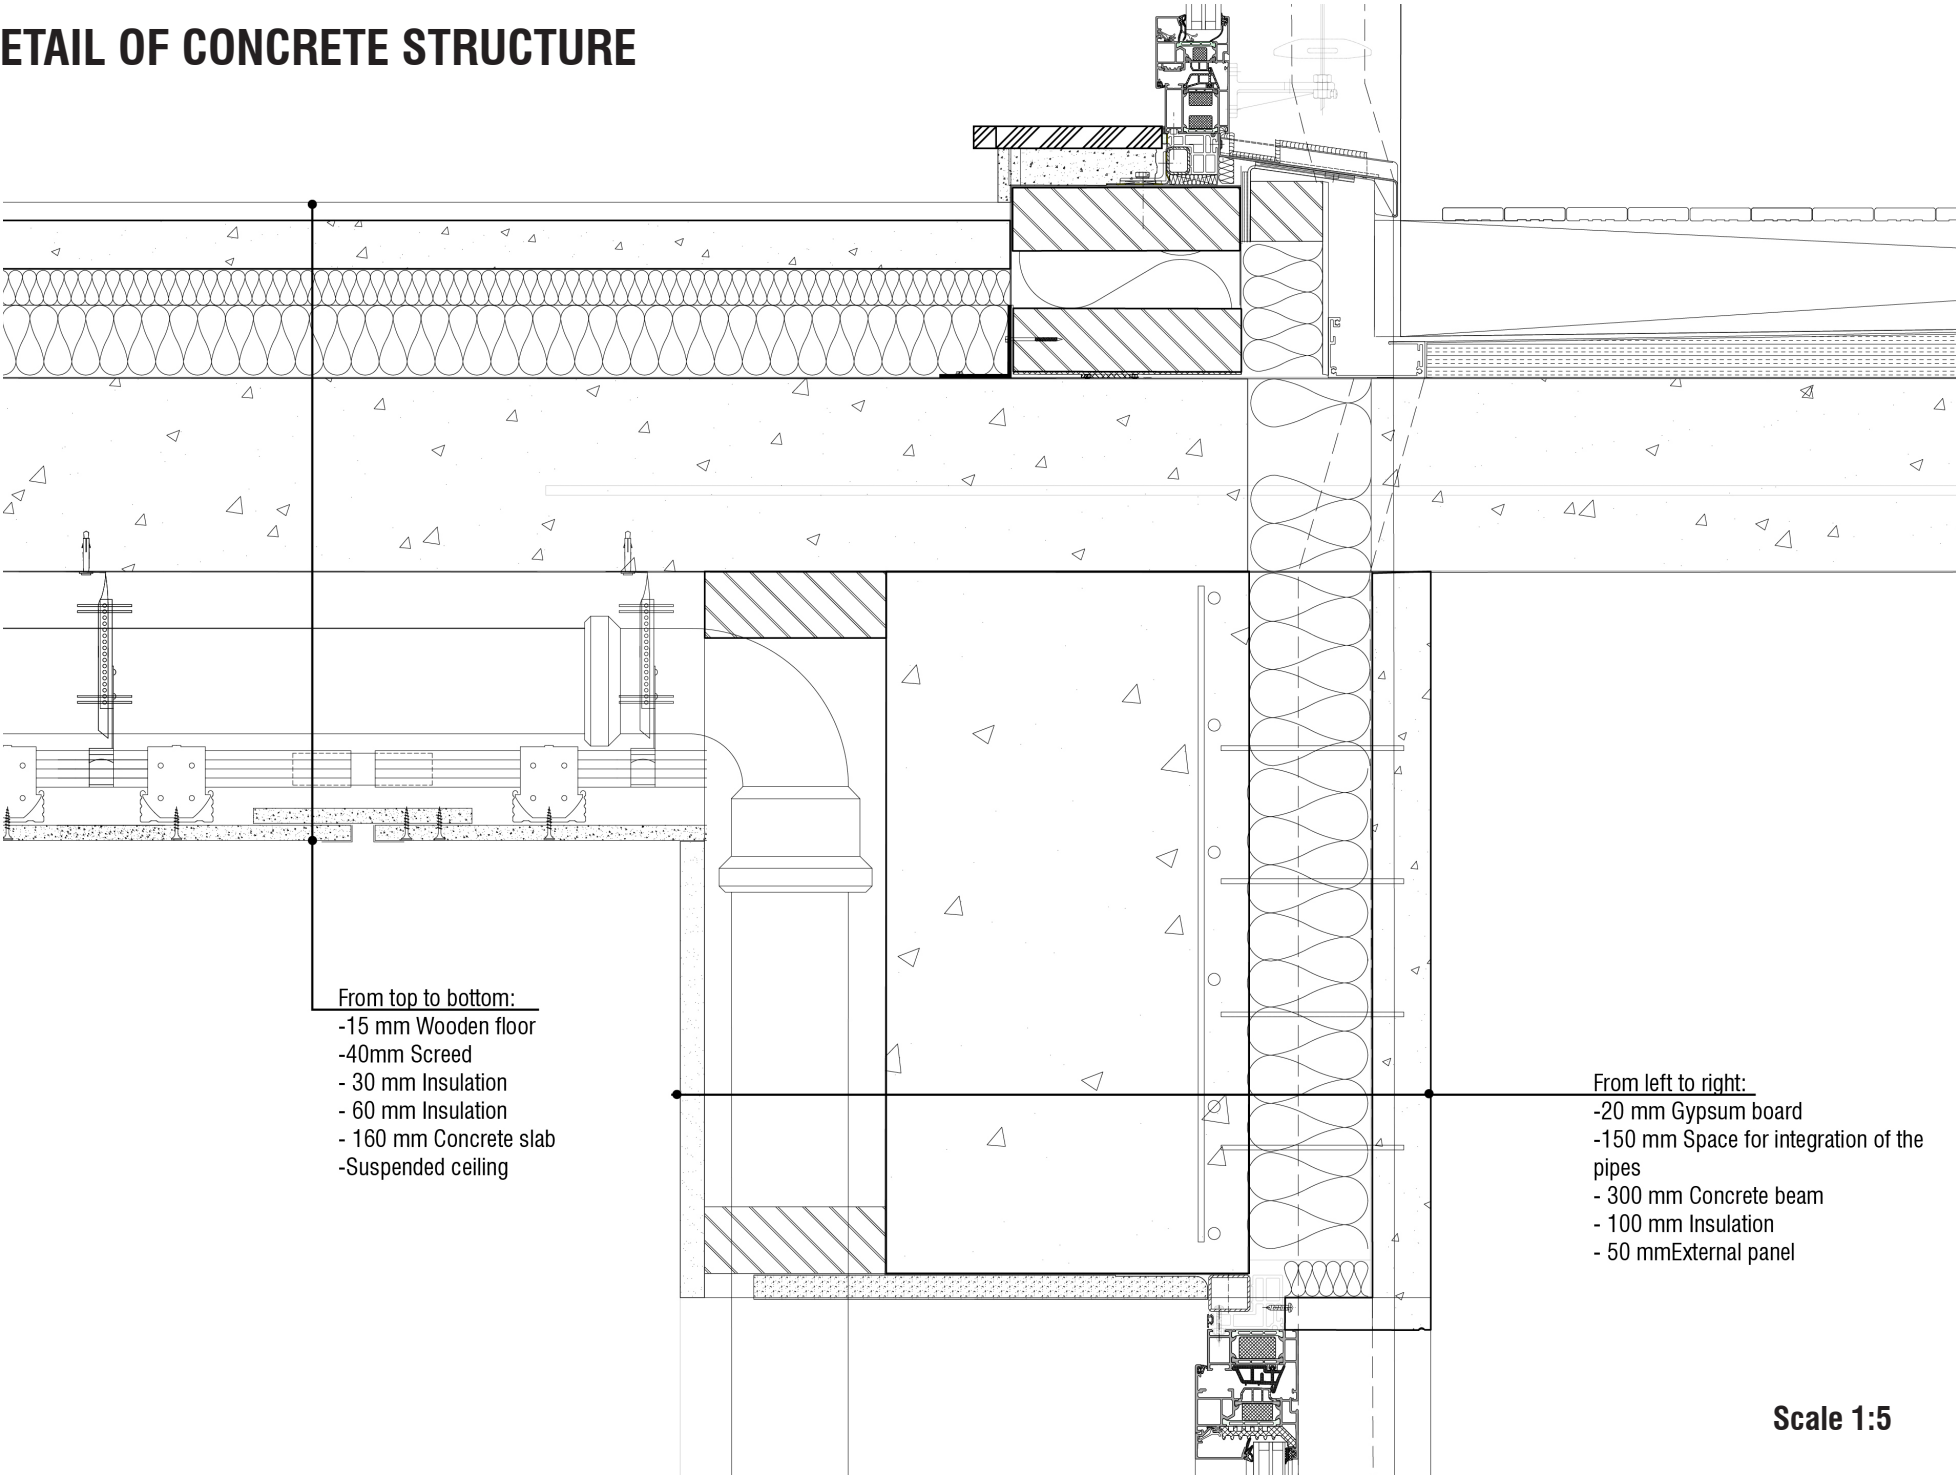 ETAIL OF CONCRETE STRUCTURE
From top to bottom:
-15 mm Wooden floor
-40mm Screed
- 30 mm Insulation
- 60 mm Insulation
- 160 mm Concrete slab
-Suspended ceiling
From left to right:
-20 mm Gypsum board
-150 mm Space for integration of the
pipes
- 300 mm Concrete beam
- 100 mm Insulation
- 50 mmExternal panel
Scale 1:5